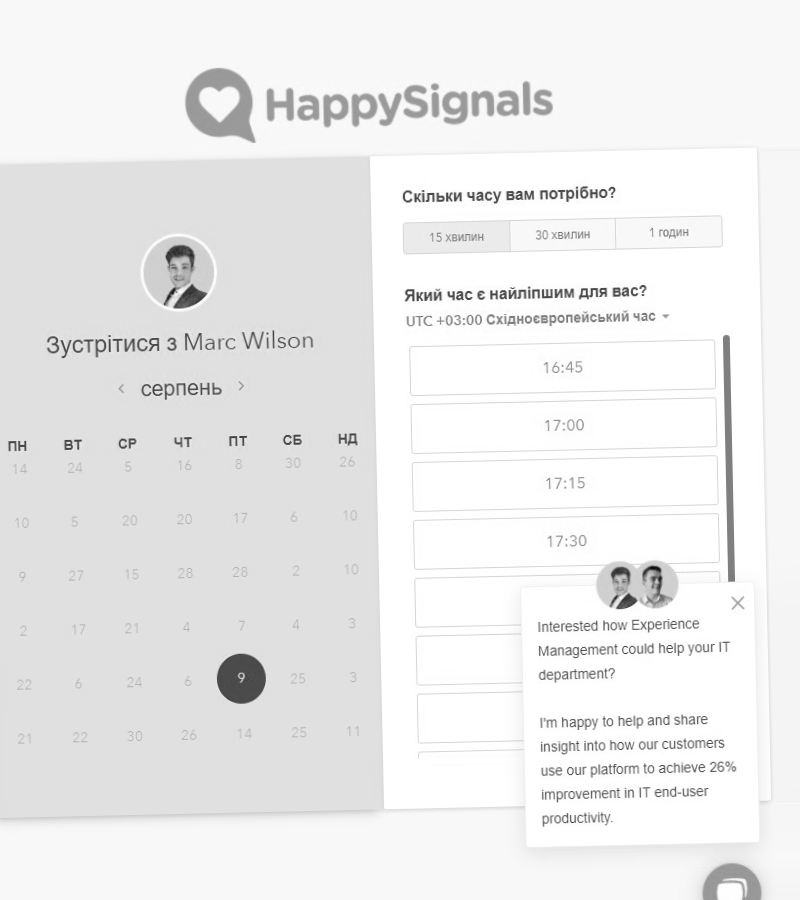 HappySignals
Зустрітися з Marc Wilson
серпень
ПН ВТ СР ЧТ ПТ СБ НД
14 24 5 16 8 30 26
10 5 20 20 17 6 10
9 27 15 28 28 2 10
2 17 21 4 7 4 3
22 6 24 6 9 25 3
21 22 30 26 14 25 11
Скільки часу вам потрібно?
15 хвилин 30 хвилин 1 годин
Який час є найліпшим для вас?
UTC +03:00 Східноєвропейський час
16:45
17:00
17:15
17:30
Interested how Experience
Management could help your IT
department?
I'm happy to help and share
insight into how our customers
use our platform to achieve 26%
improvement in IT end-user
productivity.